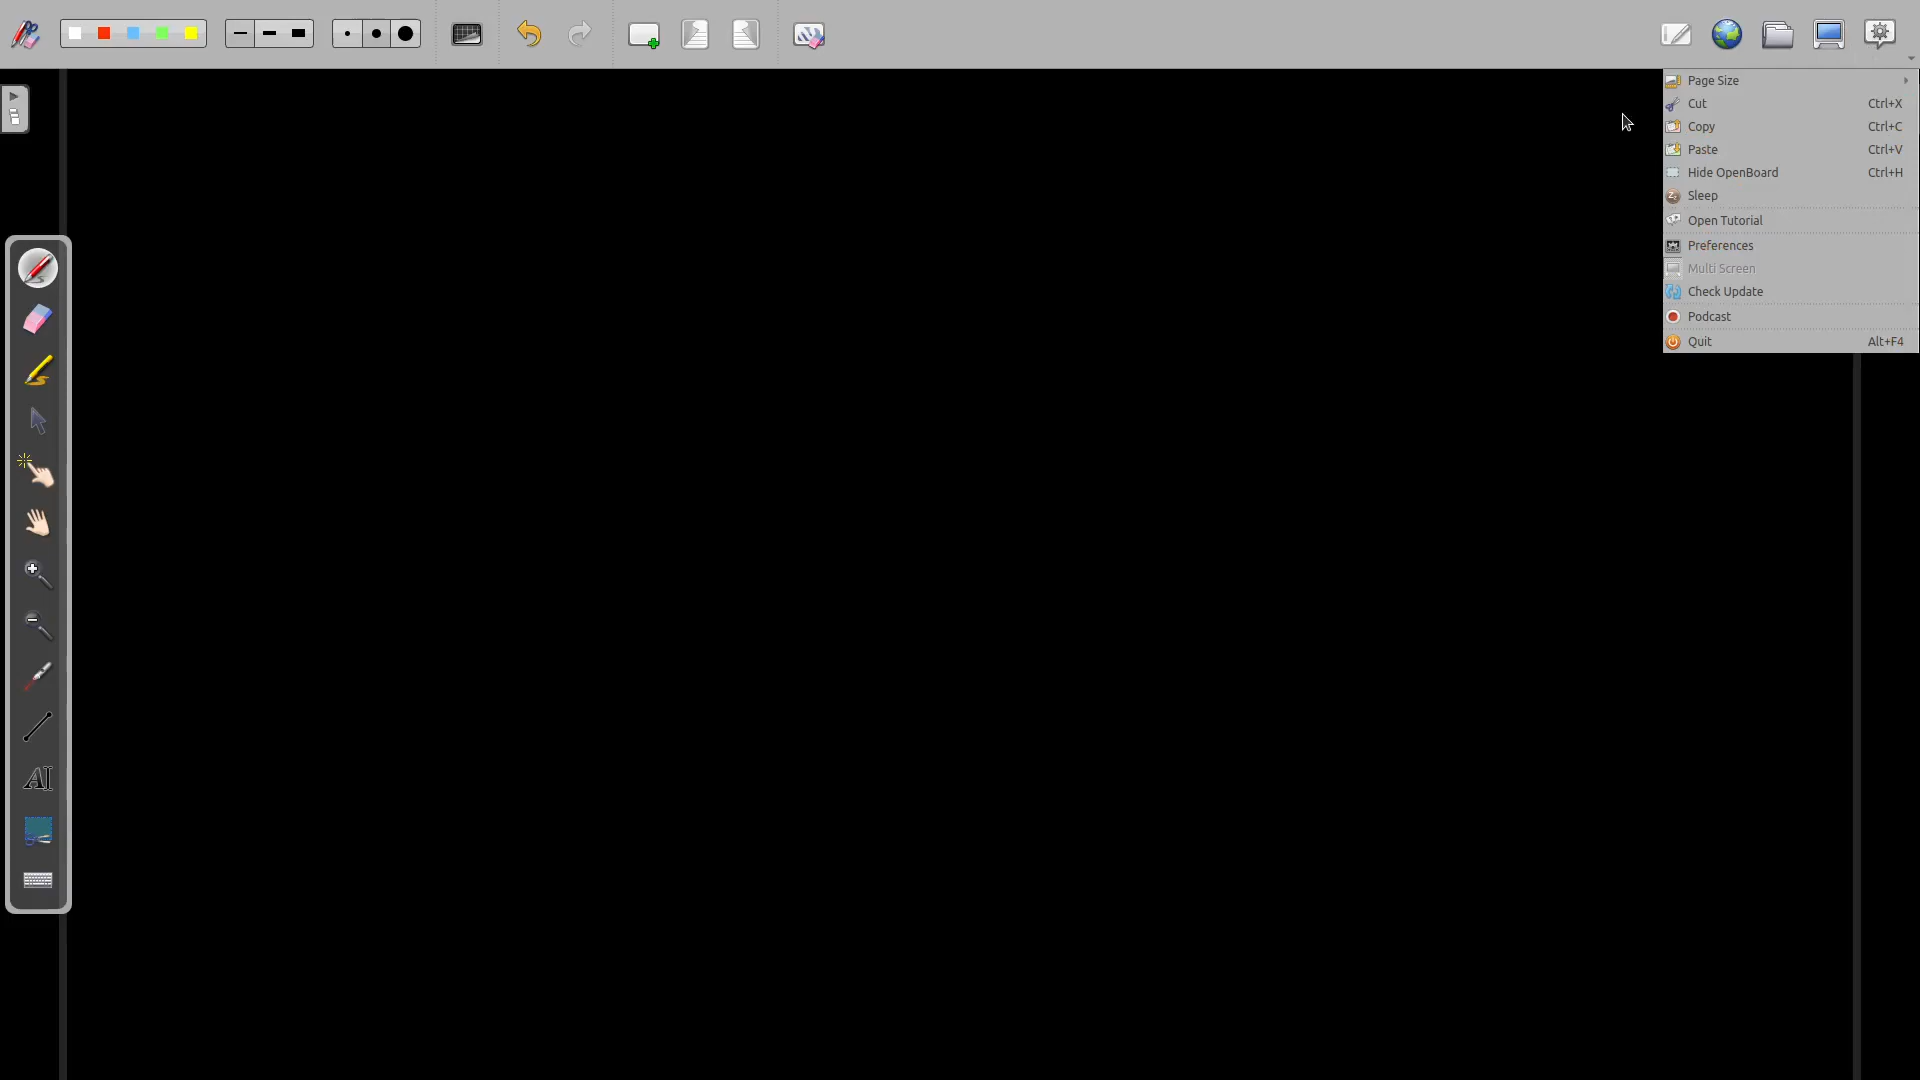 Page Size
Cut Ctrl+X
Copy Ctrl+C
Paste Ctrl+V
Hide OpenBoard Ctrl+H
Sleep
Open Tutorial
Preferences
Multi Screen
Check Update
Podcast
Quit Alt+F4
AI